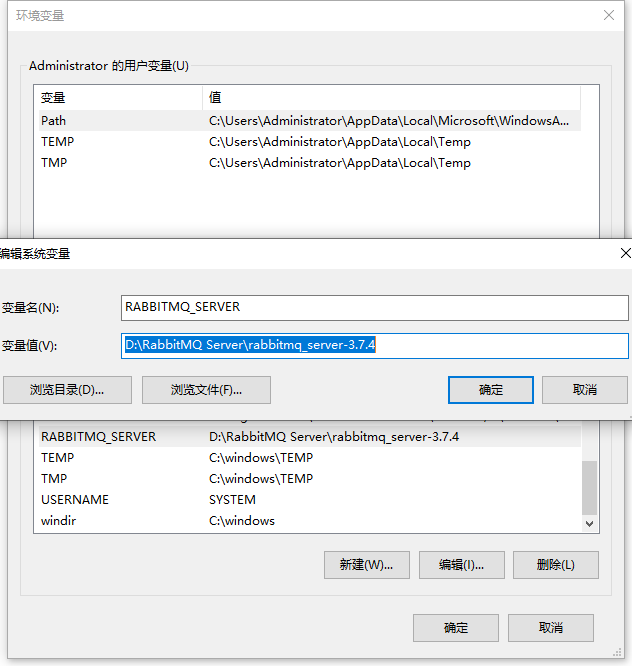 环境变量
Administrator 的用户变量(U)
变量 值
Path C:\Users\Administrator\AppData\Local\Microsoft\WindowsA...
TEMP C:\Users\Administrator\AppData\Local\Temp
TMP C:\Users\Administrator\AppData\Local\Temp
编辑系统变量
变量名(N): RABBITMQ_SERVER
变量值(V): D:\RabbitMQ Server\rabbitmq_server-3.7.4
浏览目录(D)... 浏览文件(F)... 确定 取消
RABBITMQ_SERVER D:\RabbitMQ Server\rabbitmq_server-3.7.4
TEMP C:\windows\TEMP
TMP C:\windows\TEMP
USERNAME SYSTEM
windir C:\windows
新建(W)... 编辑(I)... 删除(L)
确定 取消